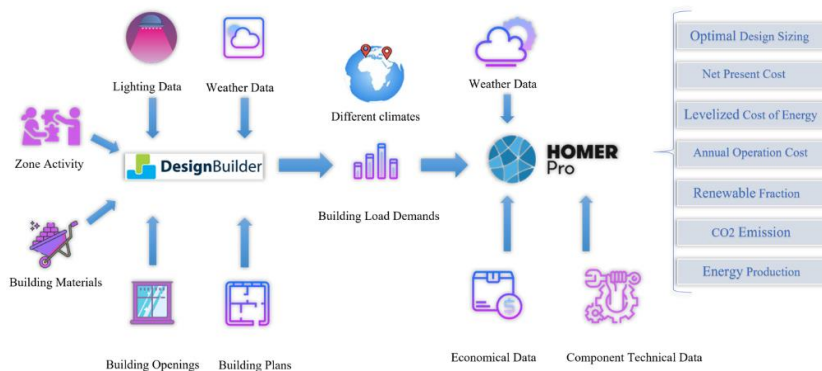 Lighting Data
Weather Data
Different climates
Weather Data
Zone Activity
DesignBuilder
HOMER
Pro
Building Load Demands
Building Materials
Building Openings
Building Plans
Economical Data
Component Technical Data
Optimal Design Sizing
Net Present Cost
Levelized Cost of Energy
Annual Operation Cost
Renewable Fraction
CO2 Emission
Energy Production